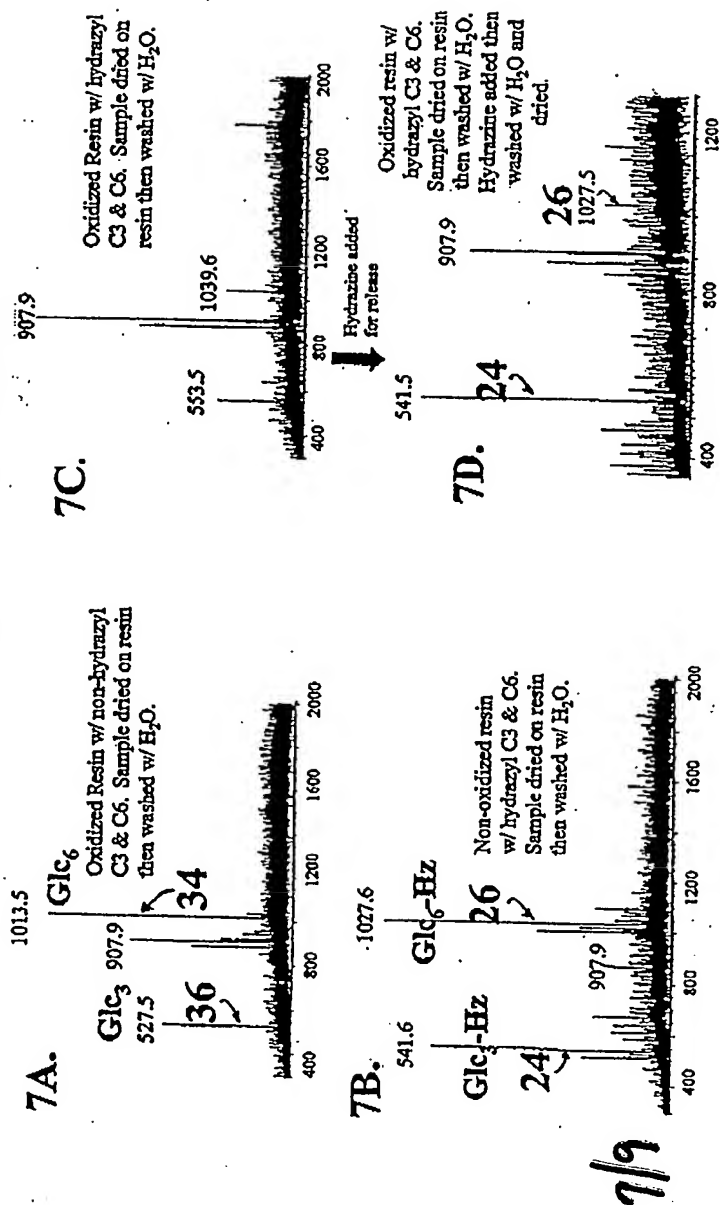 7A.
1013.5
Glc6
Oxidized Resin w/ non-hydrazyl
C3 & C6. Sample dried on resin
then washed w/ H2O.
34
907.9
Glc3
527.5
36
400
800
1200
1600
2000
7B.
1027.6
Glc6-Hz
26
541.6
Glc3-Hz
24
907.9
Non-oxidized resin
w/ hydrazyl C3 & C6.
Sample dried on resin
then washed w/ H2O.
400
800
1200
1600
2000
7C.
907.9
Oxidized Resin w/ hydrazyl
C3 & C6. Sample dried on
resin then washed w/ H2O.
553.5
1039.6
400
800
1200
1600
2000
Hydrazine added
for release
7D.
541.5
24
907.9
26
1027.5
Oxidized resin w/
hydrazyl C3 & C6.
Sample dried on resin
then washed w/ H2O.
Hydrazine added then
washed w/ H2O and
dried.
400
800
1200
7/9